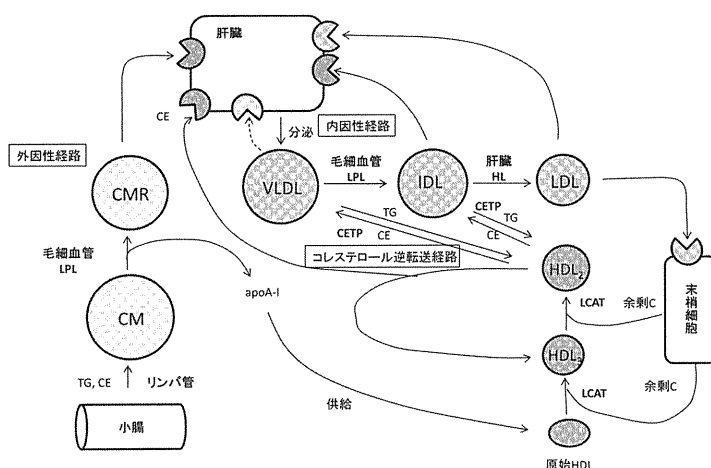 肝臓
CE
分泌
内因性経路
外因性経路
CMR
VLDL
毛細血管
LPL
IDL
肝臓
HL
LDL
CETP
TG
CE
TG
CE
CETP
コレステロール逆転送経路
毛細血管
LPL
apoA-I
HDL2
末梢細胞
CM
LCAT
余剰C
HDL3
TG, CE
リンパ管
LCAT
余剰C
供給
小腸
原始HDL